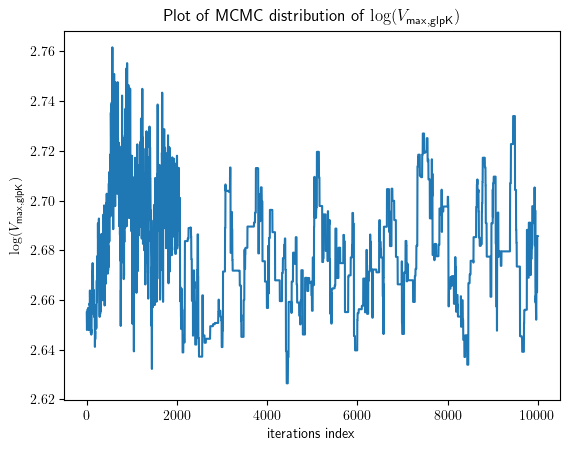 Plot of MCMC distribution of log(V_max,glpK)
log(V_max,glpK)
2.76
2.74
2.72
2.70
2.68
2.66
2.64
2.62
0 2000 4000 6000 8000 10000
iterations index